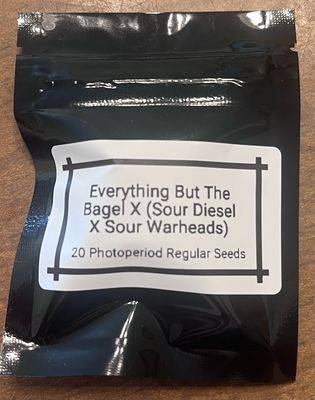 Everything But The
Bagel X (Sour Diesel
X Sour Warheads)
20 Photoperiod Regular Seeds